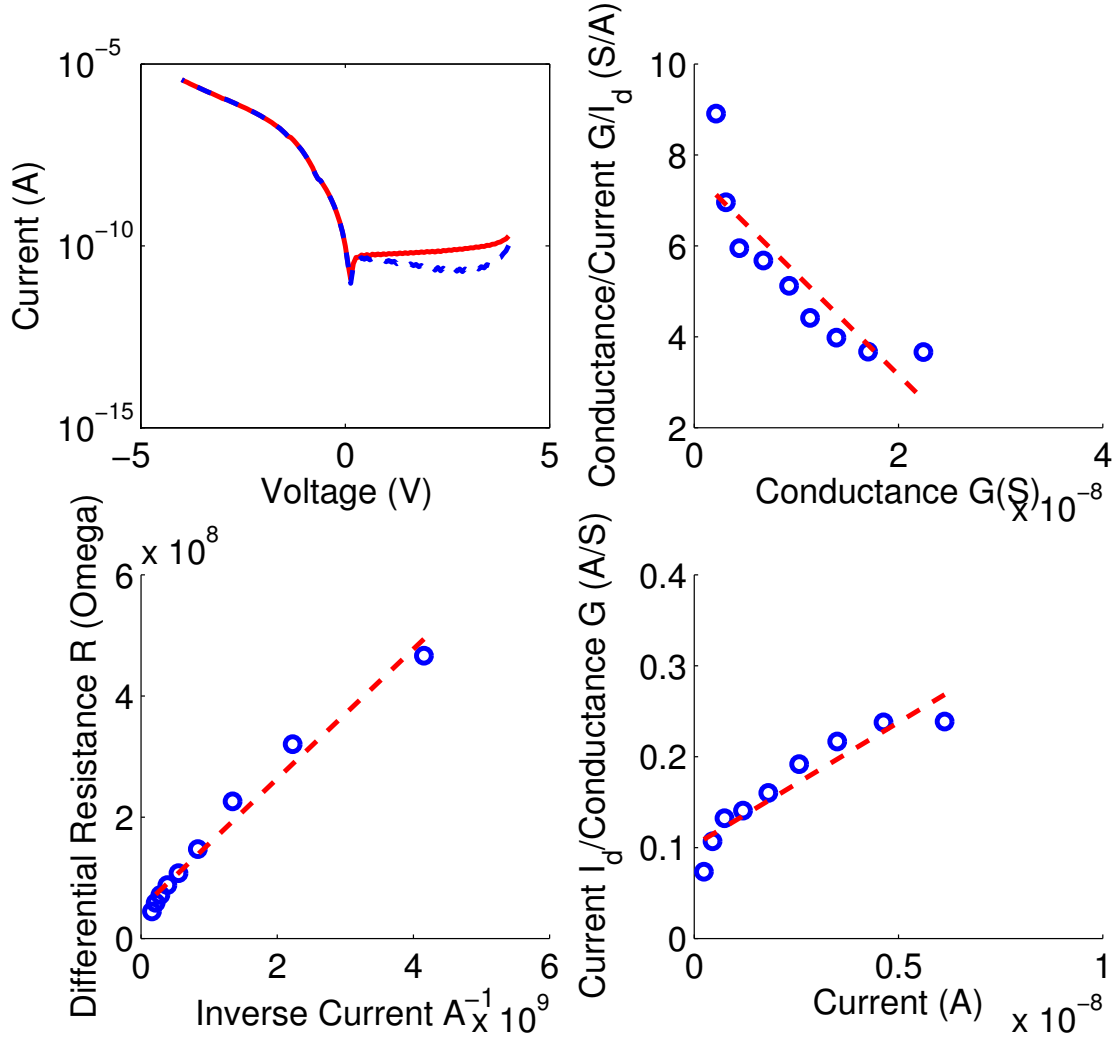 10^-5
10^-10
10^-15
−5
0
5
Current (A)
Voltage (V)
10
8
6
4
2
0
2
4
Conductance/Current G/I_d (S/A)
Conductance G(S)
x 10^-8
x 10^8
6
4
2
0
0
2
4
6
Differential Resistance R (Omega)
Inverse Current A^-1
x 10^9
0.4
0.3
0.2
0.1
0
0
0.5
1
Current I_d/Conductance G (A/S)
Current (A)
x 10^-8